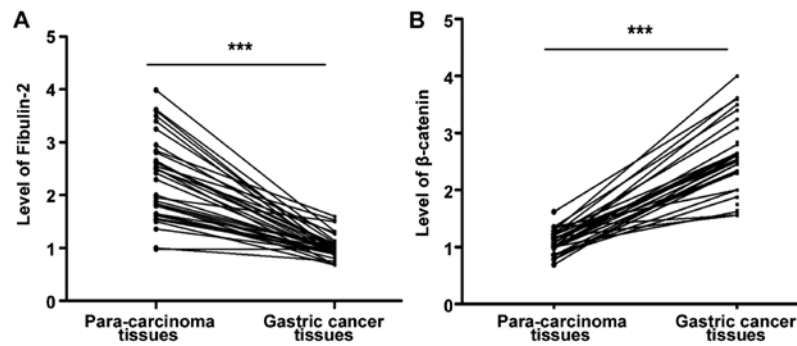 A
Level of Fibulin-2
5
4
3
2
1
0
***
Para-carcinoma
tissues
Gastric cancer
tissues
B
Level of β-catenin
5
4
3
2
1
0
***
Para-carcinoma
tissues
Gastric cancer
tissues